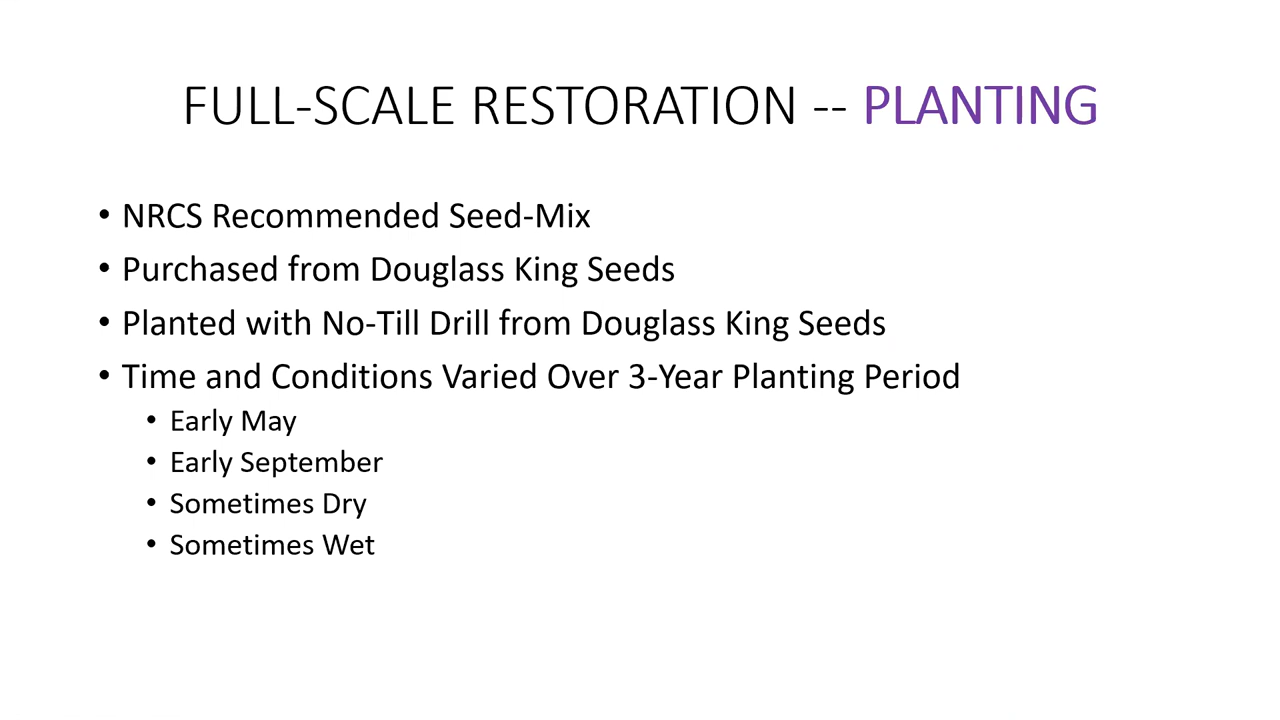 FULL-SCALE RESTORATION -- PLANTING
• NRCS Recommended Seed-Mix
• Purchased from Douglass King Seeds
• Planted with No-Till Drill from Douglass King Seeds
• Time and Conditions Varied Over 3-Year Planting Period
• Early May
• Early September
• Sometimes Dry
• Sometimes Wet